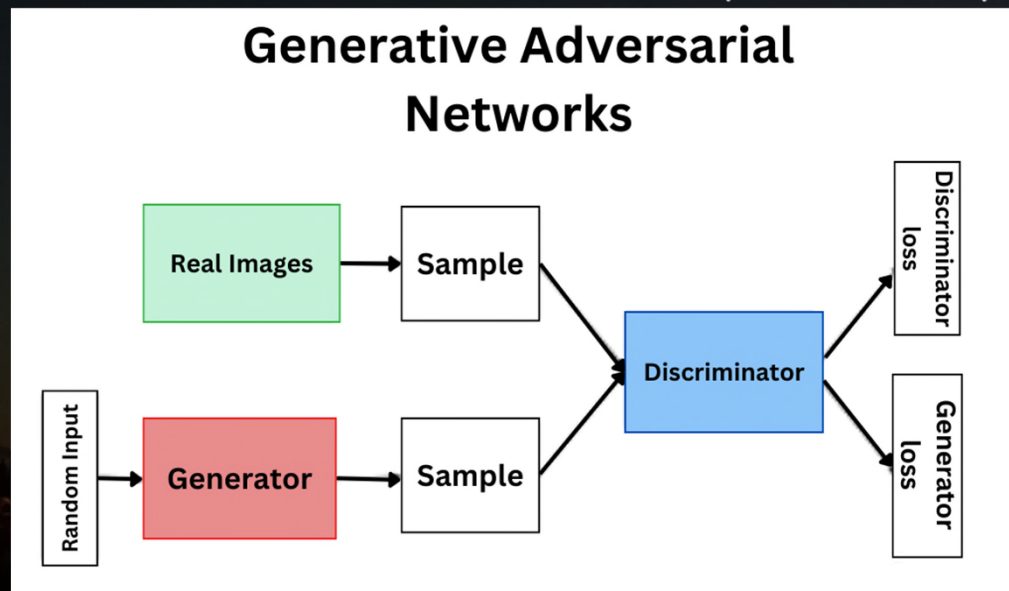 Generative Adversarial
Networks
Real Images
Sample
Discriminator
loss
Discriminator
Random Input
Generator
Sample
Generator
loss